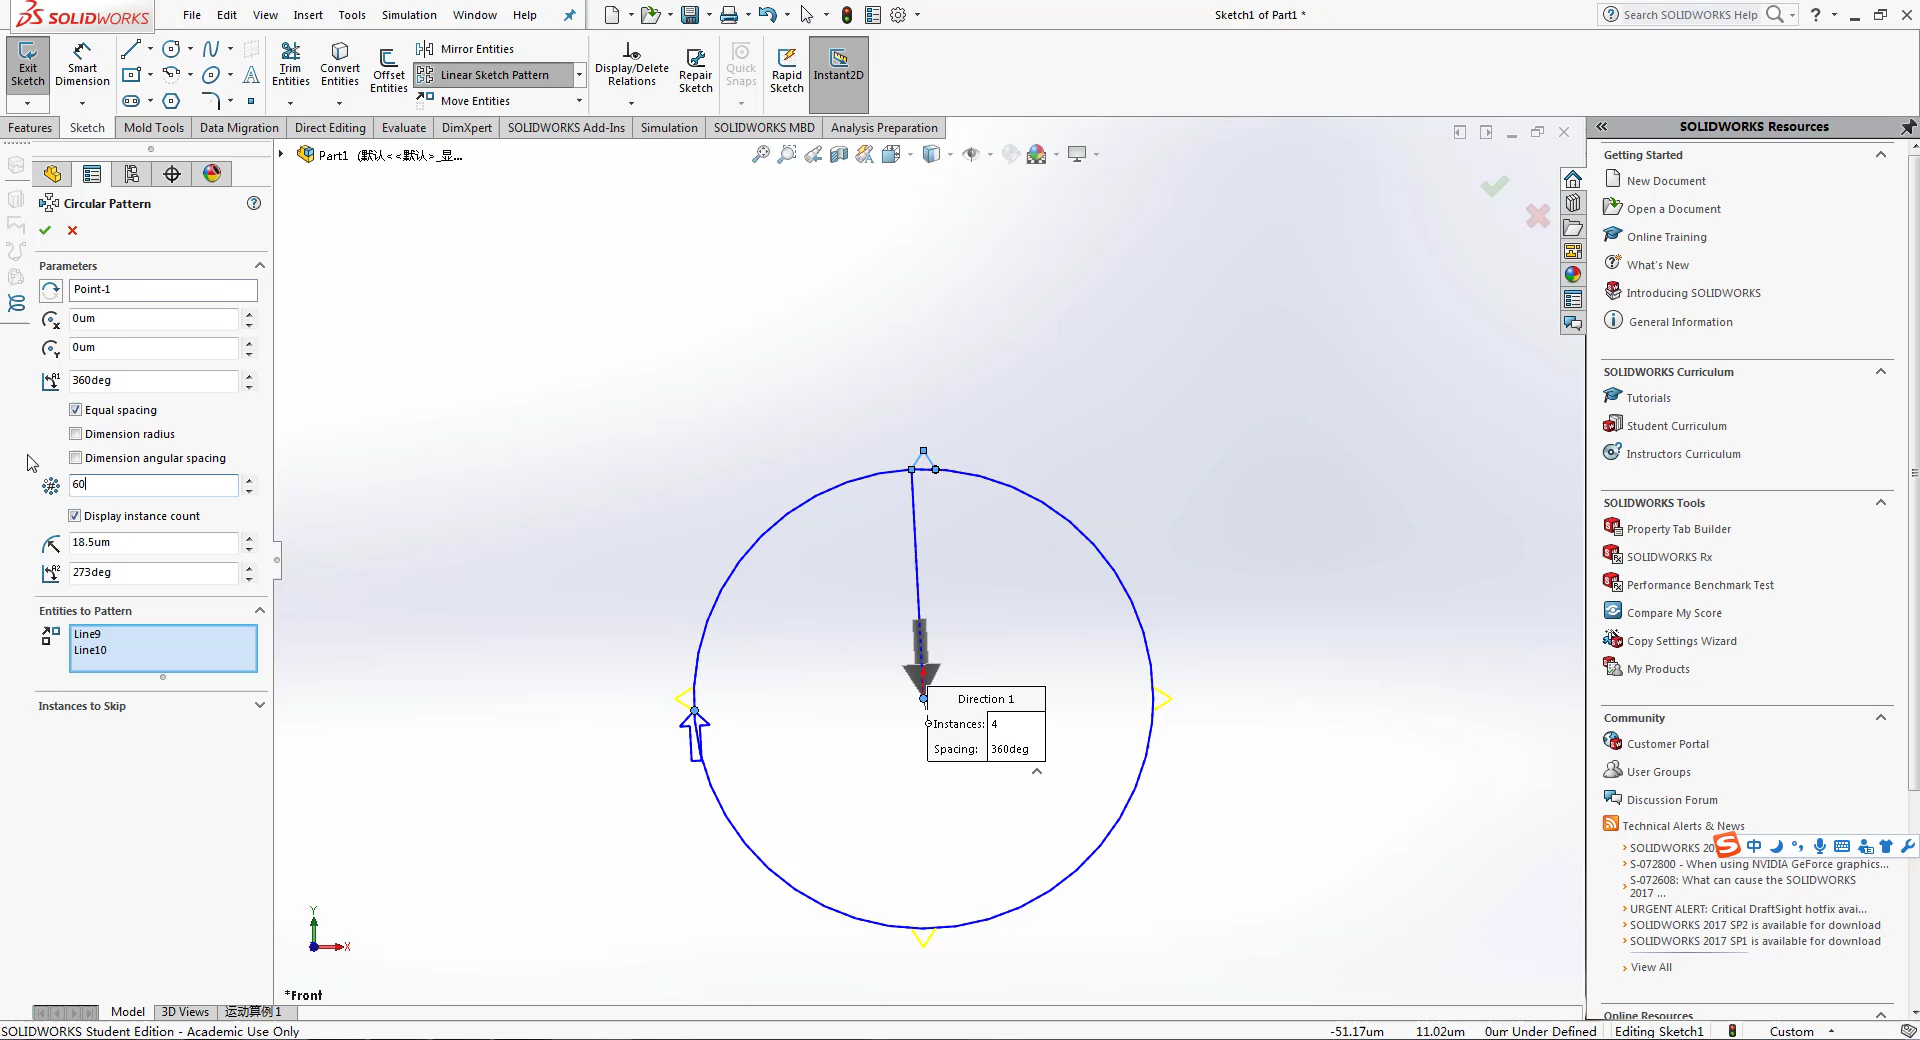 SOLIDWORKS
File Edit View Insert Tools Simulation Window Help
Sketch1 of Part1 *
Search SOLIDWORKS Help
Exit Sketch
Smart Dimension
Trim Entities
Convert Entities
Offset Entities
Mirror Entities
Linear Sketch Pattern
Move Entities
Display/Delete Relations
Repair Sketch
Quick Snaps
Rapid Sketch
Instant2D
Features Sketch Mold Tools Data Migration Direct Editing Evaluate DimXpert SOLIDWORKS Add-Ins Simulation SOLIDWORKS MBD Analysis Preparation
Part1 (默认<<默认>_显...
Circular Pattern
Parameters
Point-1
0um
0um
360deg
Equal spacing
Dimension radius
Dimension angular spacing
60
Display instance count
18.5um
273deg
Entities to Pattern
Line9
Line10
Instances to Skip
Direction 1
Instances: 4
Spacing: 360deg
Y
X
*Front
SOLIDWORKS Resources
Getting Started
New Document
Open a Document
Online Training
What's New
Introducing SOLIDWORKS
General Information
SOLIDWORKS Curriculum
Tutorials
Student Curriculum
Instructors Curriculum
SOLIDWORKS Tools
Property Tab Builder
SOLIDWORKS Rx
Performance Benchmark Test
Compare My Score
Copy Settings Wizard
My Products
Community
Customer Portal
User Groups
Discussion Forum
Technical Alerts & News
SOLIDWORKS 20
中
S-072800 - When using NVIDIA GeForce graphics...
S-072608: What can cause the SOLIDWORKS
2017 ...
URGENT ALERT: Critical DraftSight hotfix avai...
SOLIDWORKS 2017 SP2 is available for download
SOLIDWORKS 2017 SP1 is available for download
View All
Online Resources
Model 3D Views 运动算例 1
SOLIDWORKS Student Edition - Academic Use Only
-51.17um 11.02um 0um Under Defined Editing Sketch1 Custom